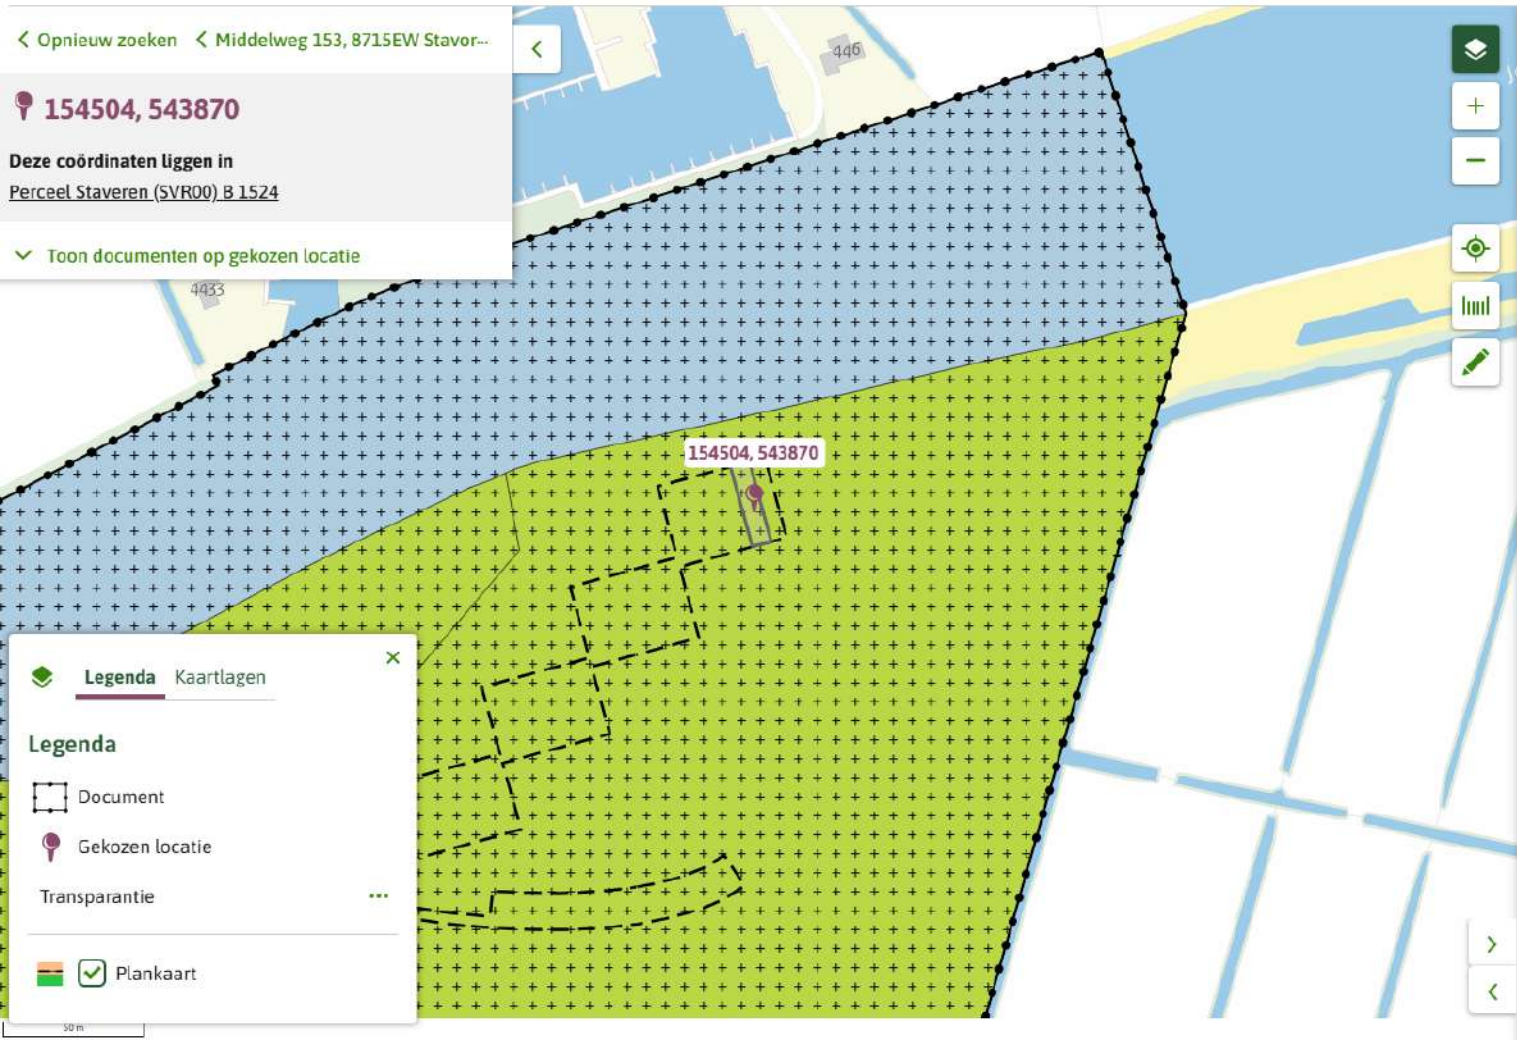 Opnieuw zoeken Middelweg 153, 8715EW Stavor...
154504, 543870
Deze coördinaten liggen in
Perceel Staveren (SVR00) B 1524
Toon documenten op gekozen locatie
446
4433
154504, 543870
Legenda Kaartlagen
Legenda
Document
Gekozen locatie
Transparantie
Plankaart
50 m